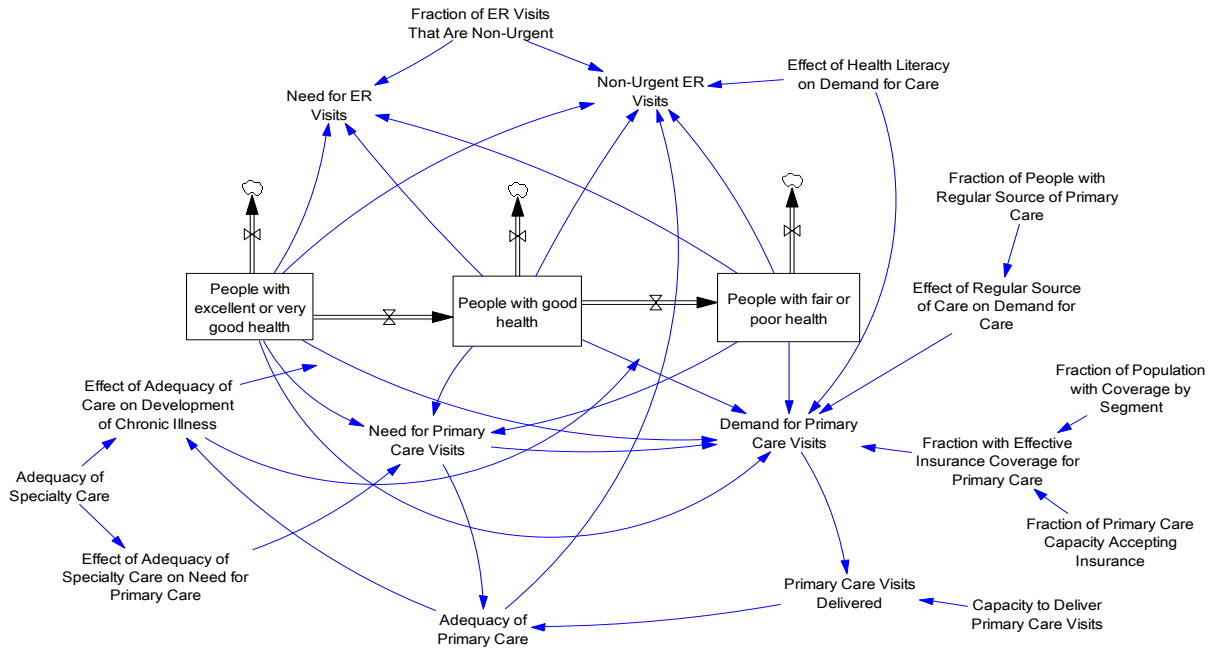 Fraction of ER Visits
That Are Non-Urgent
Effect of Health Literacy
on Demand for Care
Non-Urgent ER
Visits
Need for ER
Visits
Fraction of People with
Regular Source of Primary
Care
People with
excellent or very
good health
People with good
health
People with fair or
poor health
Effect of Regular Source
of Care on Demand for
Care
Effect of Adequacy of
Care on Development
of Chronic Illness
Fraction of Population
with Coverage by
Segment
Need for Primary
Care Visits
Demand for Primary
Care Visits
Fraction with Effective
Insurance Coverage for
Primary Care
Adequacy of
Specialty Care
Fraction of Primary Care
Capacity Accepting
Insurance
Effect of Adequacy of
Specialty Care on Need for
Primary Care
Primary Care Visits
Delivered
Capacity to Deliver
Primary Care Visits
Adequacy of
Primary Care